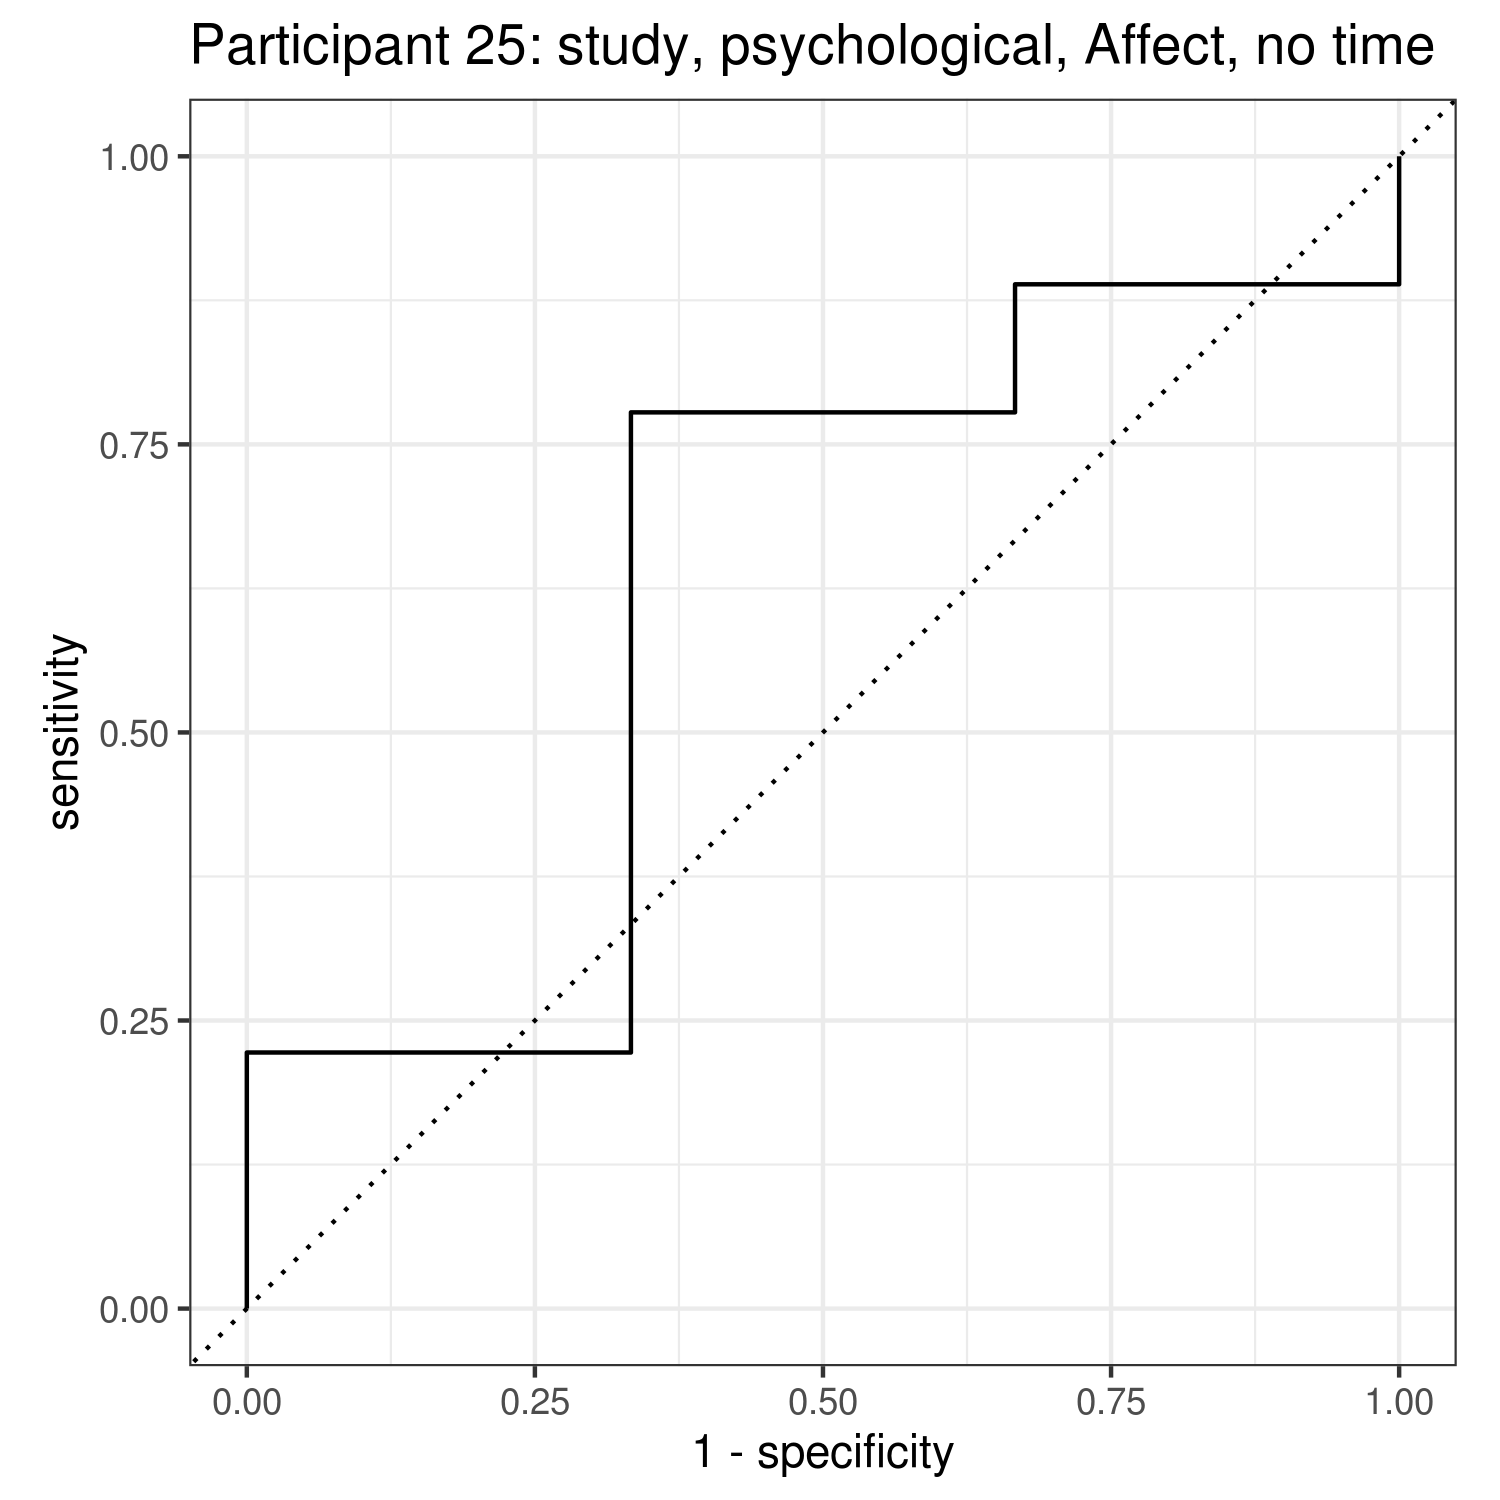 Participant 25: study, psychological, Affect, no time
1.00
0.75
0.50
0.25
0.00
sensitivity
0.00 0.25 0.50 0.75 1.00
1 - specificity